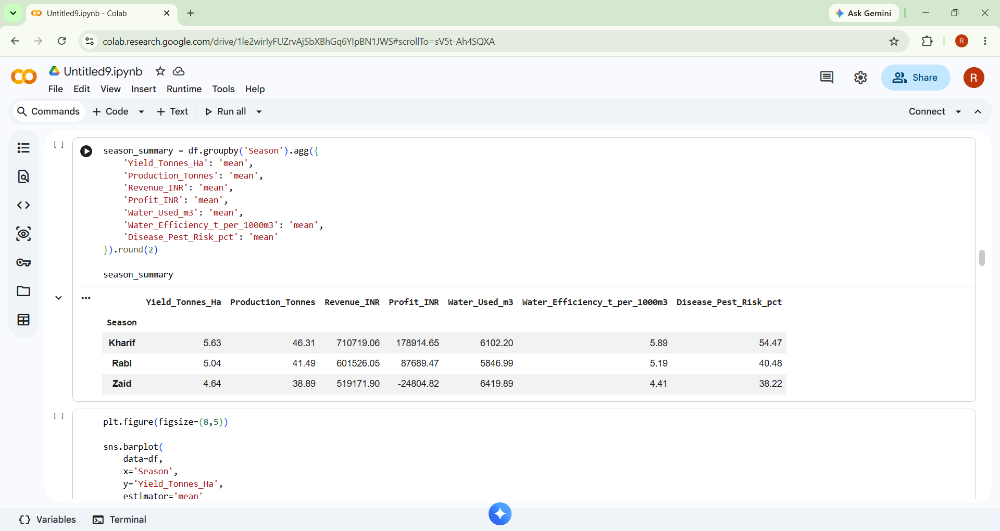 Untitled9.ipynb - Colab
Ask Gemini
colab.research.google.com/drive/1le2wirIyFUZrvAjSbXBhGq6YIpBN1JWS#scrollTo=sV5t-Ah4SQXA
R
Untitled9.ipynb
File Edit View Insert Runtime Tools Help
Share
R
Commands + Code + Text Run all
Connect
[ ]
season_summary = df.groupby('Season').agg({
    'Yield_Tonnes_Ha': 'mean',
    'Production_Tonnes': 'mean',
    'Revenue_INR': 'mean',
    'Profit_INR': 'mean',
    'Water_Used_m3': 'mean',
    'Water_Efficiency_t_per_1000m3': 'mean',
    'Disease_Pest_Risk_pct': 'mean'
}).round(2)
season_summary
Yield_Tonnes_Ha Production_Tonnes Revenue_INR Profit_INR Water_Used_m3 Water_Efficiency_t_per_1000m3 Disease_Pest_Risk_pct
Season
Kharif 5.63 46.31 710719.06 178914.65 6102.20 5.89 54.47
Rabi 5.04 41.49 601526.05 87689.47 5846.99 5.19 40.48
Zaid 4.64 38.89 519171.90 -24804.82 6419.89 4.41 38.22
[ ]
plt.figure(figsize=(8,5))
sns.barplot(
    data=df,
    x='Season',
    y='Yield_Tonnes_Ha',
    estimator='mean'
{} Variables Terminal